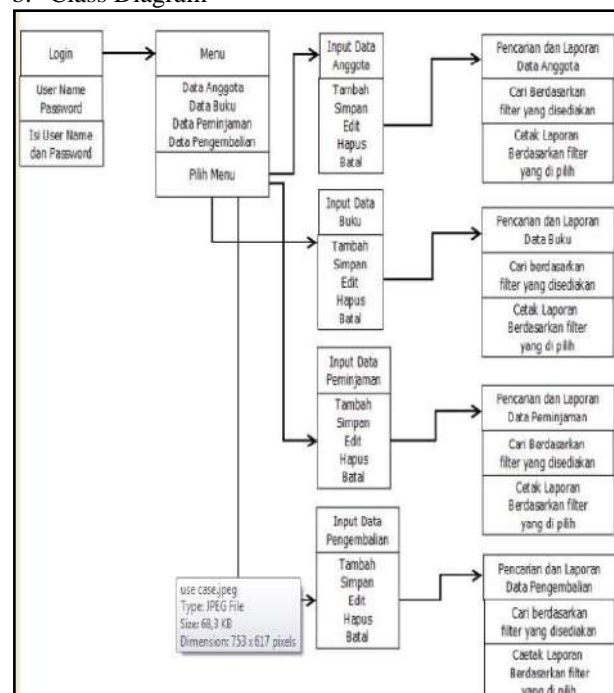 8. Class Diagram
Login
User Name
Password
Isi User Name
dan Password
Menu
Data Anggota
Data Buku
Data Peminjaman
Data Pengembalian
Pilih Menu
Input Data
Anggota
Tambah
Simpan
Edit
Hapus
Batal
Pencarian dan Laporan
Data Anggota
Cari Berdasarkan
filter yang disediakan
Cetak Laporan
Berdasarkan filter
yang di pilih
Input Data
Buku
Tambah
Simpan
Edit
Hapus
Batal
Pencarian dan Laporan
Data Buku
Cari berdasarkan
filter yang disediakan
Cetak Laporan
Berdasarkan filter
yang di pilih
Input Data
Peminjaman
Tambah
Simpan
Edit
Hapus
Batal
Pencarian dan Laporan
Data Peminjaman
Cari Berdasarkan
filter yang disediakan
Cetak Laporan
Berdasarkan filter
yang di pilih
Input Data
Pengembalian
Tambah
Simpan
Edit
Hapus
Batal
Pencarian dan Laporan
Data Pengembalian
Cari berdasarkan
filter yang disediakan
Caetak Laporan
Berdasarkan filter
yang di pilih
use case.jpeg
Type: JPEG File
Size: 68,3 KB
Dimension: 753 x 617 pixels